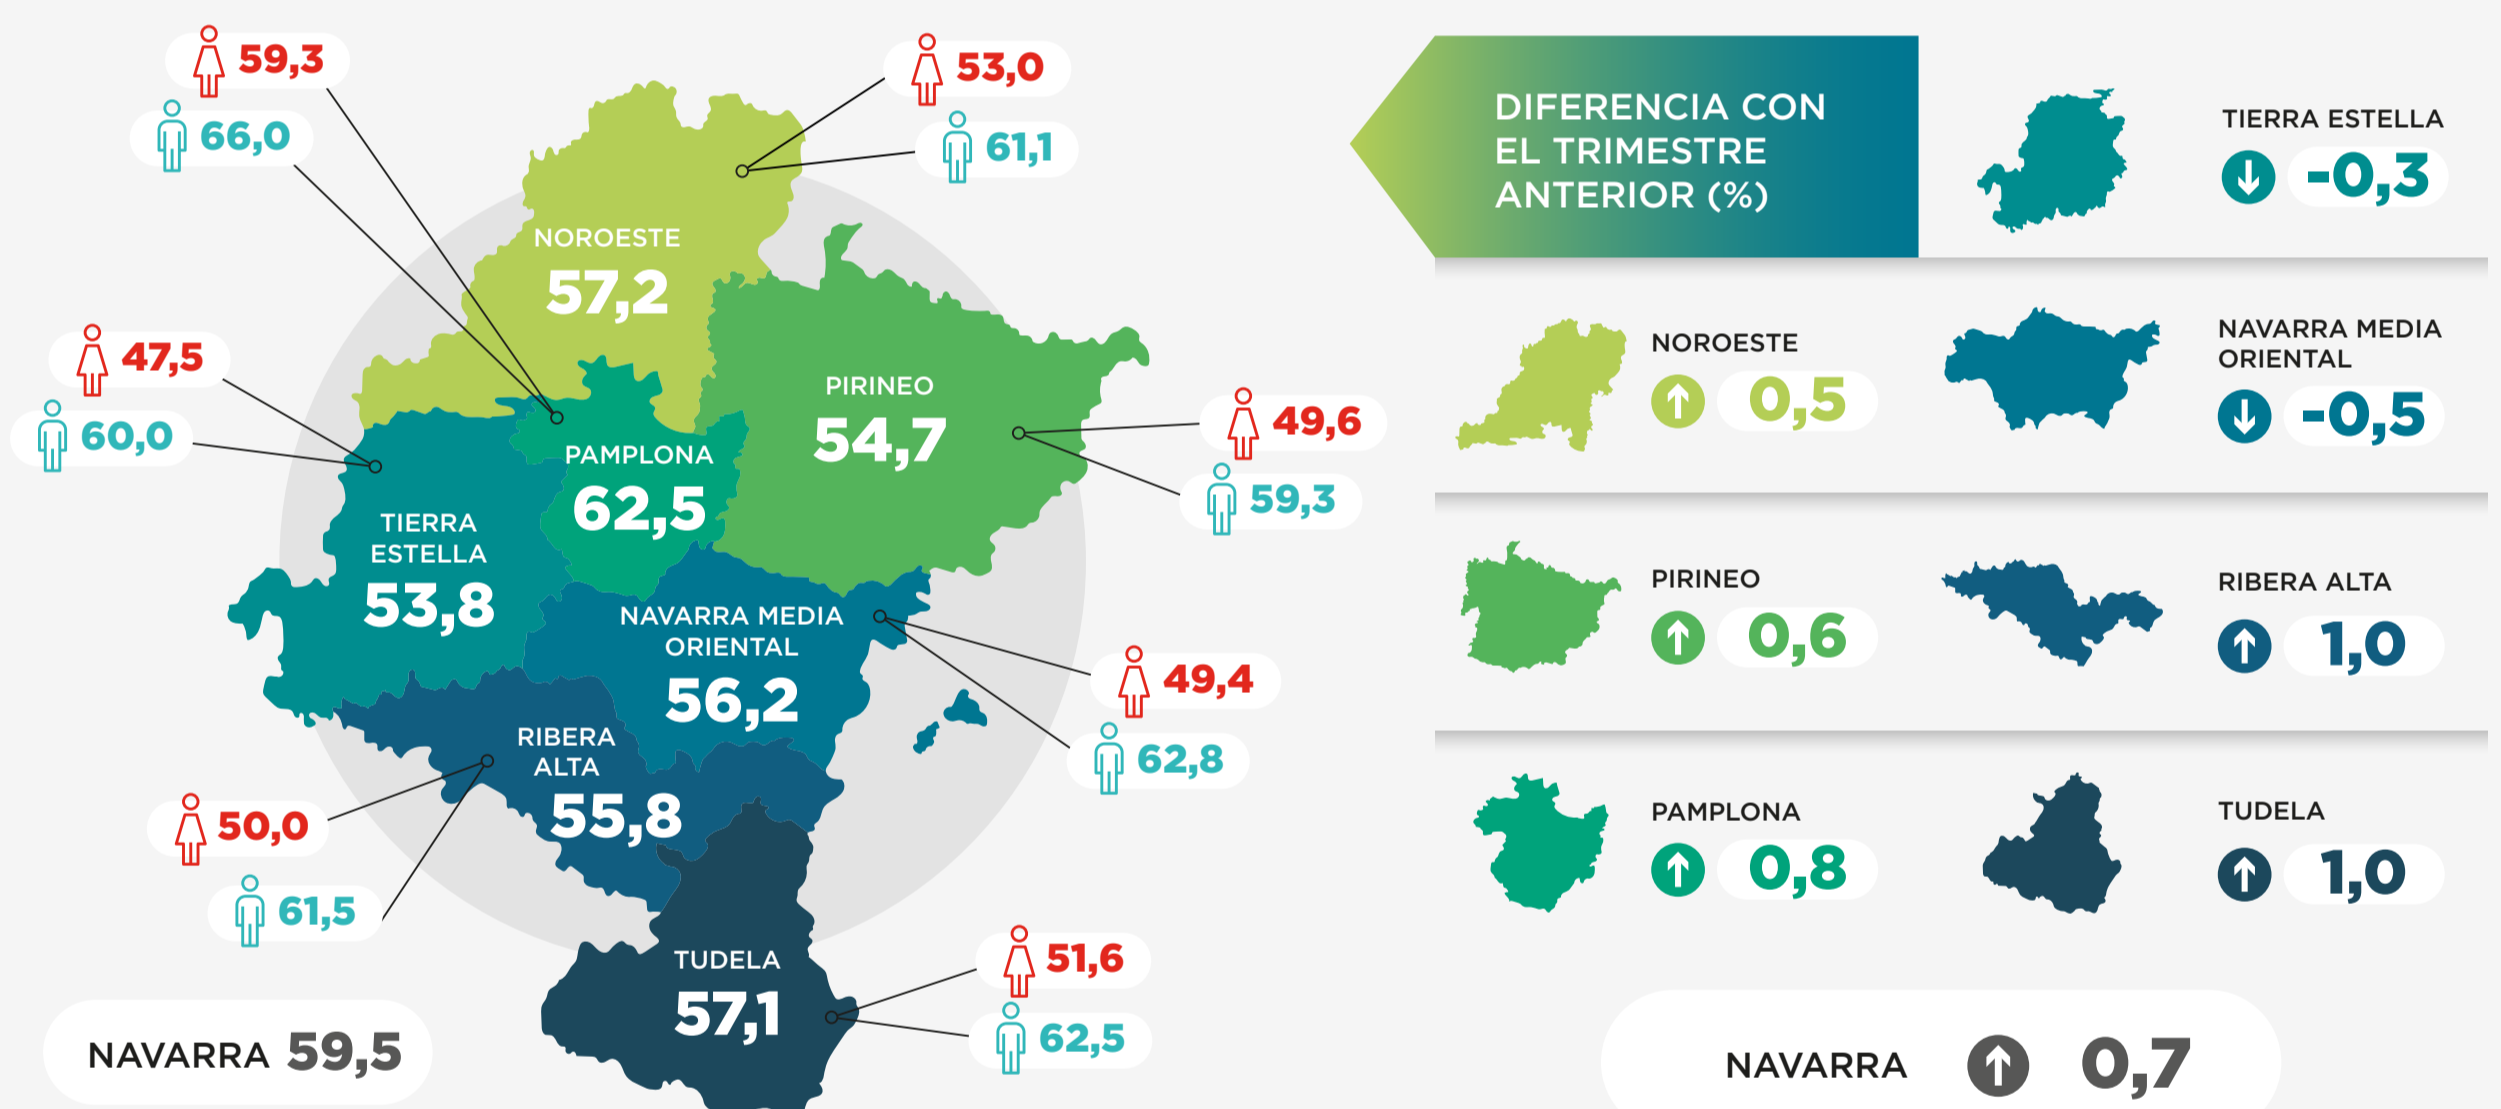 59,3
66,0
53,0
61,1
NOROESTE
57,2
47,5
60,0
PIRINEO
54,7
49,6
59,3
PAMPLONA
62,5
TIERRA
ESTELLA
53,8
NAVARRA MEDIA
ORIENTAL
56,2
49,4
62,8
RIBERA
ALTA
55,8
50,0
61,5
TUDELA
57,1
51,6
62,5
NAVARRA 59,5
DIFERENCIA CON
EL TRIMESTRE
ANTERIOR (%)
TIERRA ESTELLA
-0,3
NOROESTE
0,5
NAVARRA MEDIA
ORIENTAL
-0,5
PIRINEO
0,6
RIBERA ALTA
1,0
PAMPLONA
0,8
TUDELA
1,0
NAVARRA 0,7